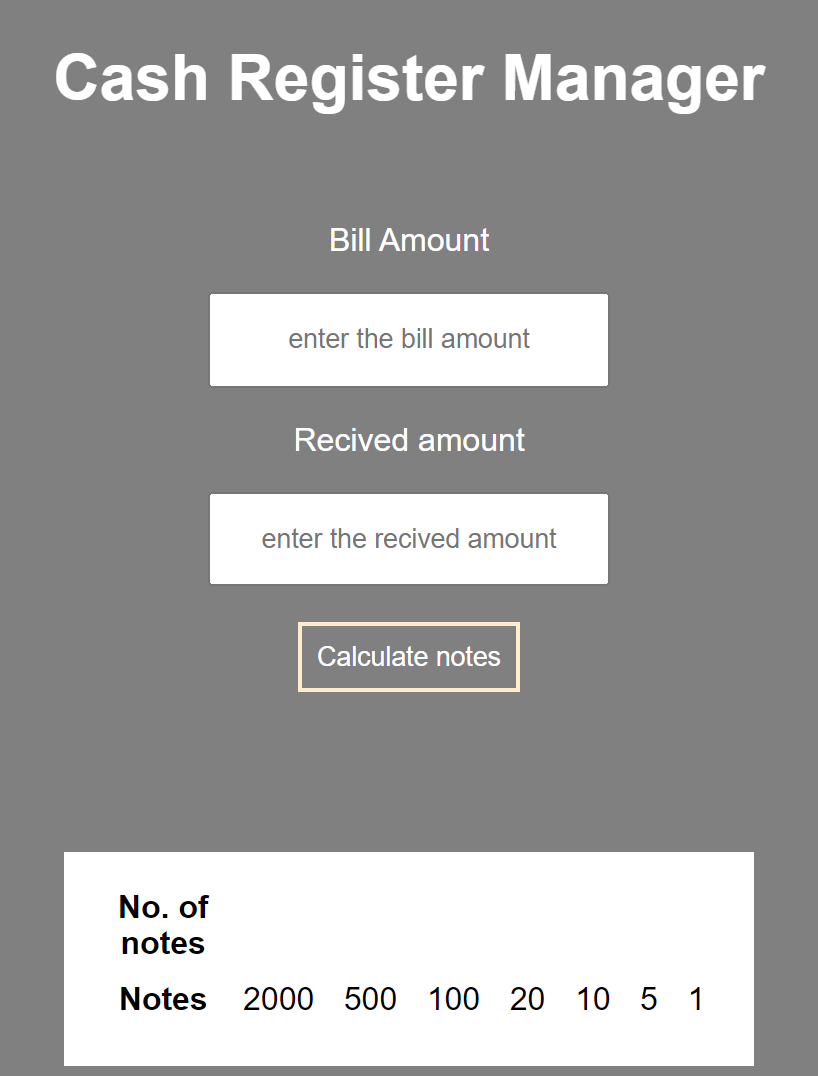 Cash Register Manager
Bill Amount
enter the bill amount
Recived amount
enter the recived amount
Calculate notes
No. of
notes
Notes 2000 500 100 20 10 5 1